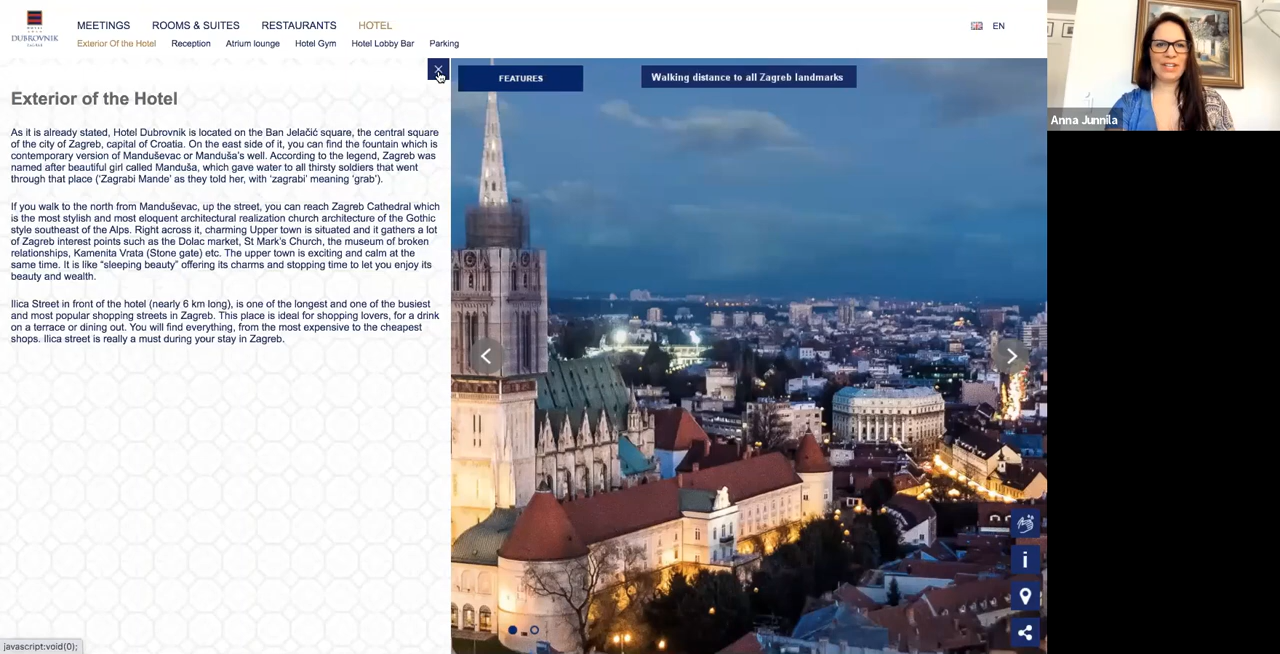 MEETINGS ROOMS & SUITES RESTAURANTS HOTEL
EN
DUBROVNIK
Exterior Of the Hotel Reception Atrium lounge Hotel Gym Hotel Lobby Bar Parking
FEATURES
Walking distance to all Zagreb landmarks
Anna Junnila
Exterior of the Hotel
As it is already stated, Hotel Dubrovnik is located on the Ban Jelačić square, the central square
of the city of Zagreb, capital of Croatia. On the east side of it, you can find the fountain which is
contemporary version of Manduševac or Manduša's well. According to the legend, Zagreb was
named after beautiful girl called Manduša, which gave water to all thirsty soldiers that went
through that place ('Zagrabi Mande' as they told her, with 'zagrabi' meaning 'grab').
If you walk to the north from Manduševac, up the street, you can reach Zagreb Cathedral which
is the most stylish and most eloquent architectural realization church architecture of the Gothic
style southeast of the Alps. Right across it, charming Upper town is situated and it gathers a lot
of Zagreb interest points such as the Dolac market, St Mark's Church, the museum of broken
relationships, Kamenita Vrata (Stone gate) etc. The upper town is exciting and calm at the
same time. It is like "sleeping beauty" offering its charms and stopping time to let you enjoy its
beauty and wealth.
Ilica Street in front of the hotel (nearly 6 km long), is one of the longest and one of the busiest
and most popular shopping streets in Zagreb. This place is ideal for shopping lovers, for a drink
on a terrace or dining out. You will find everything, from the most expensive to the cheapest
shops. Ilica street is really a must during your stay in Zagreb.
javascript:void(0);